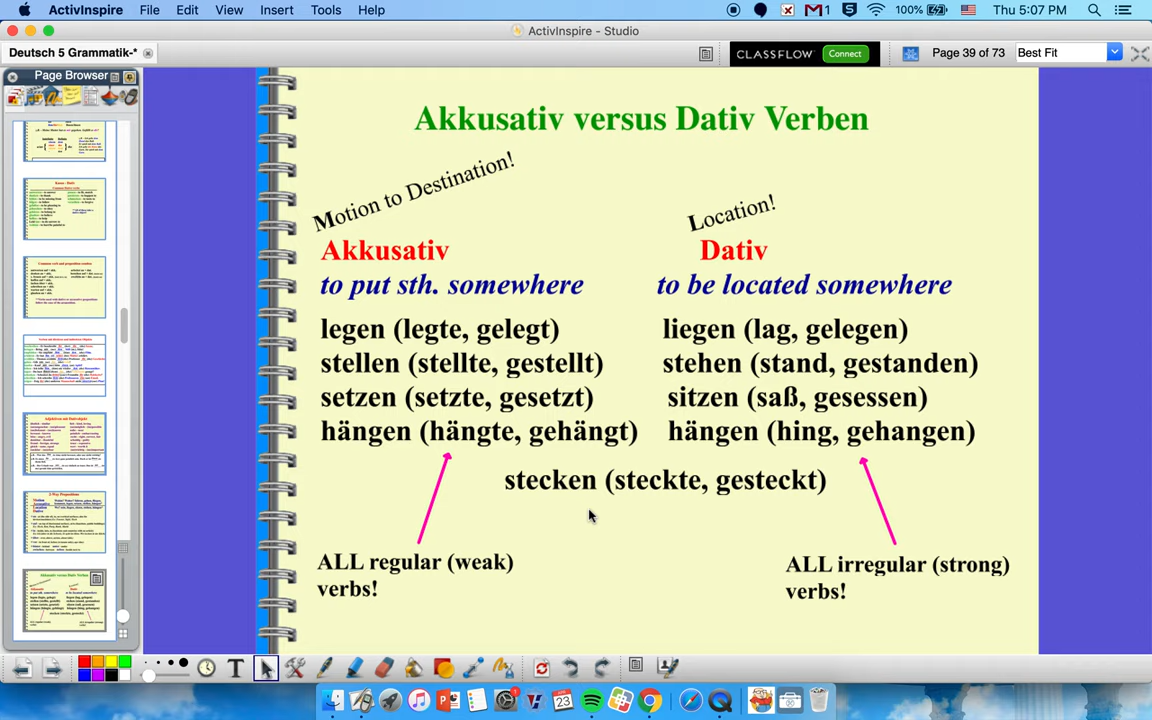 ActivInspire File Edit View Insert Tools Help 1 5 100% Thu 5:07 PM
ActivInspire - Studio
Deutsch 5 Grammatik-*
CLASSFLOW Connect
Page 39 of 73
Best Fit
Page Browser
Akkusativ versus Dativ Verben
Motion to Destination!
Location!
Akkusativ
Dativ
to put sth. somewhere
to be located somewhere
legen (legte, gelegt)
liegen (lag, gelegen)
stellen (stellte, gestellt)
stehen (stand, gestanden)
setzen (setzte, gesetzt)
sitzen (saß, gesessen)
hängen (hängte, gehängt)
hängen (hing, gehangen)
stecken (steckte, gesteckt)
ALL regular (weak)
verbs!
ALL irregular (strong)
verbs!